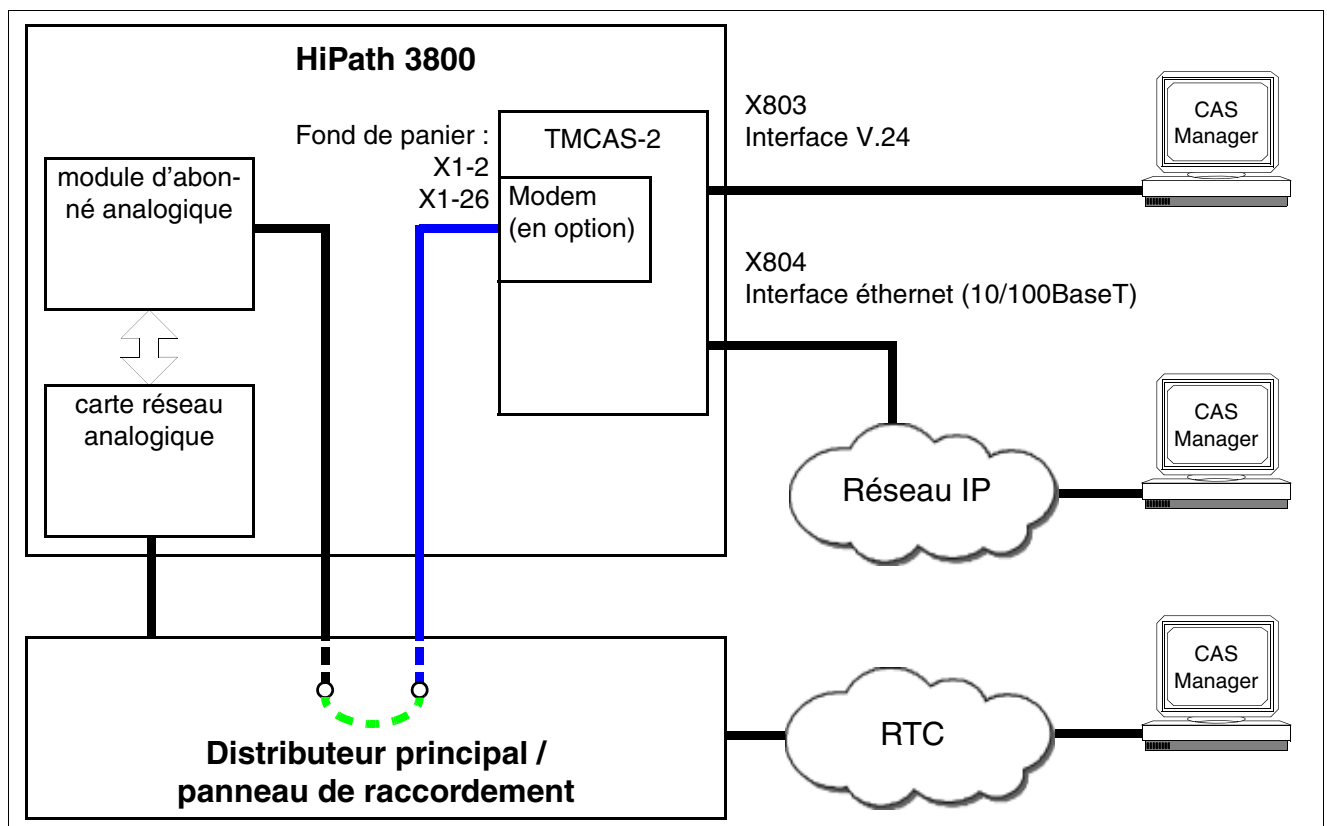 HiPath 3800
Fond de panier :
X1-2
X1-26
TMCAS-2
Modem
(en option)
module d'abon-
né analogique
carte réseau
analogique
X803
Interface V.24
CAS
Manager
X804
Interface éthernet (10/100BaseT)
Réseau IP
CAS
Manager
Distributeur principal /
panneau de raccordement
RTC
CAS
Manager